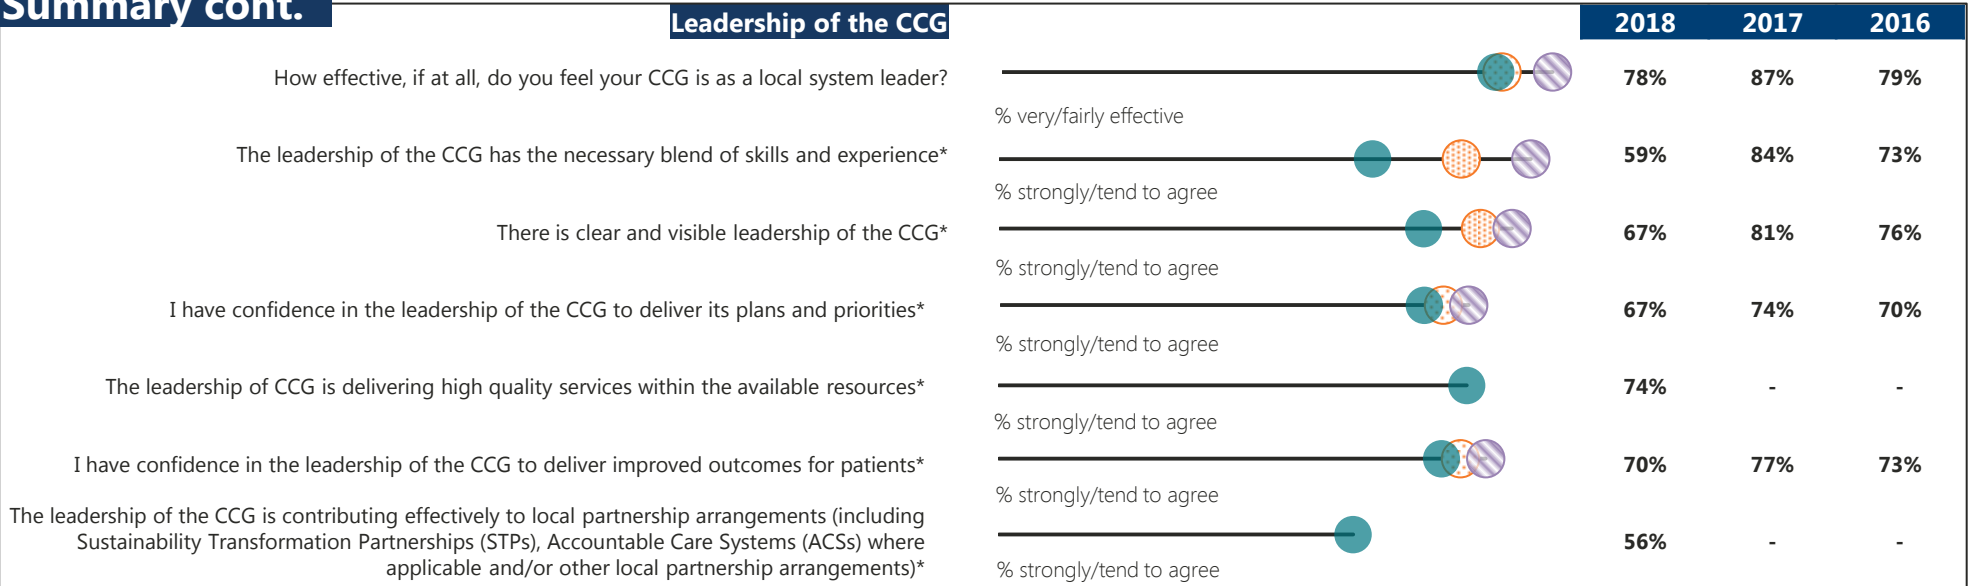 Summary cont.
Leadership of the CCG
2018 2017 2016
How effective, if at all, do you feel your CCG is as a local system leader?
78% 87% 79%
% very/fairly effective
The leadership of the CCG has the necessary blend of skills and experience*
59% 84% 73%
% strongly/tend to agree
There is clear and visible leadership of the CCG*
67% 81% 76%
% strongly/tend to agree
I have confidence in the leadership of the CCG to deliver its plans and priorities*
67% 74% 70%
% strongly/tend to agree
The leadership of CCG is delivering high quality services within the available resources*
74% - -
% strongly/tend to agree
I have confidence in the leadership of the CCG to deliver improved outcomes for patients*
70% 77% 73%
% strongly/tend to agree
The leadership of the CCG is contributing effectively to local partnership arrangements (including
Sustainability Transformation Partnerships (STPs), Accountable Care Systems (ACSs) where
applicable and/or other local partnership arrangements)*
56% - -
% strongly/tend to agree